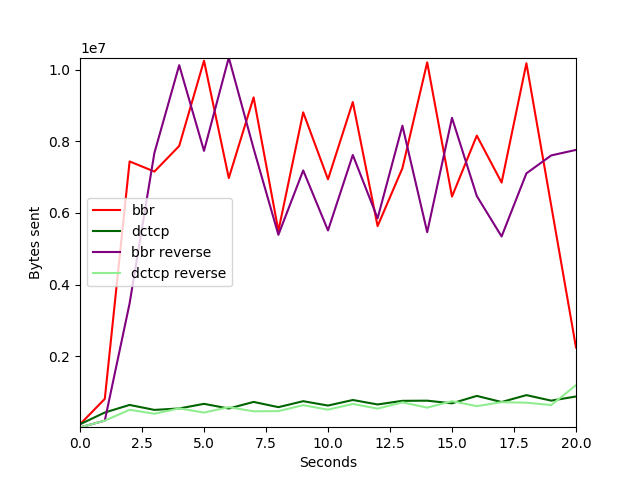 1e7
1.0
0.8
0.6
0.4
0.2
Bytes sent
bbr
dctcp
bbr reverse
dctcp reverse
0.0 2.5 5.0 7.5 10.0 12.5 15.0 17.5 20.0
Seconds